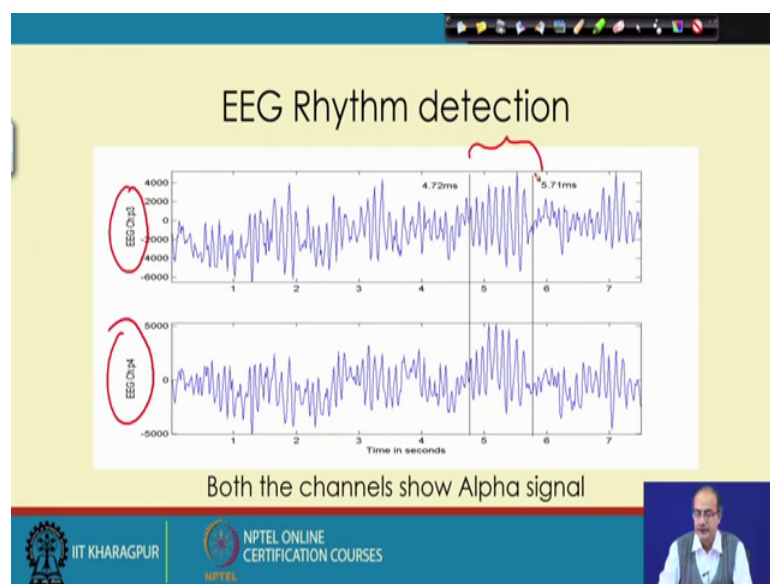 EEG Rhythm detection
4.72ms
5.71ms
4000
2000
0
-2000
-4000
-6000
EEG Ch:p3
1 2 3 4 5 6 7
5000
0
-5000
EEG Ch:p4
1 2 3 4 5 6 7
Time in seconds
Both the channels show Alpha signal
IIT KHARAGPUR
NPTEL
NPTEL ONLINE
CERTIFICATION COURSES